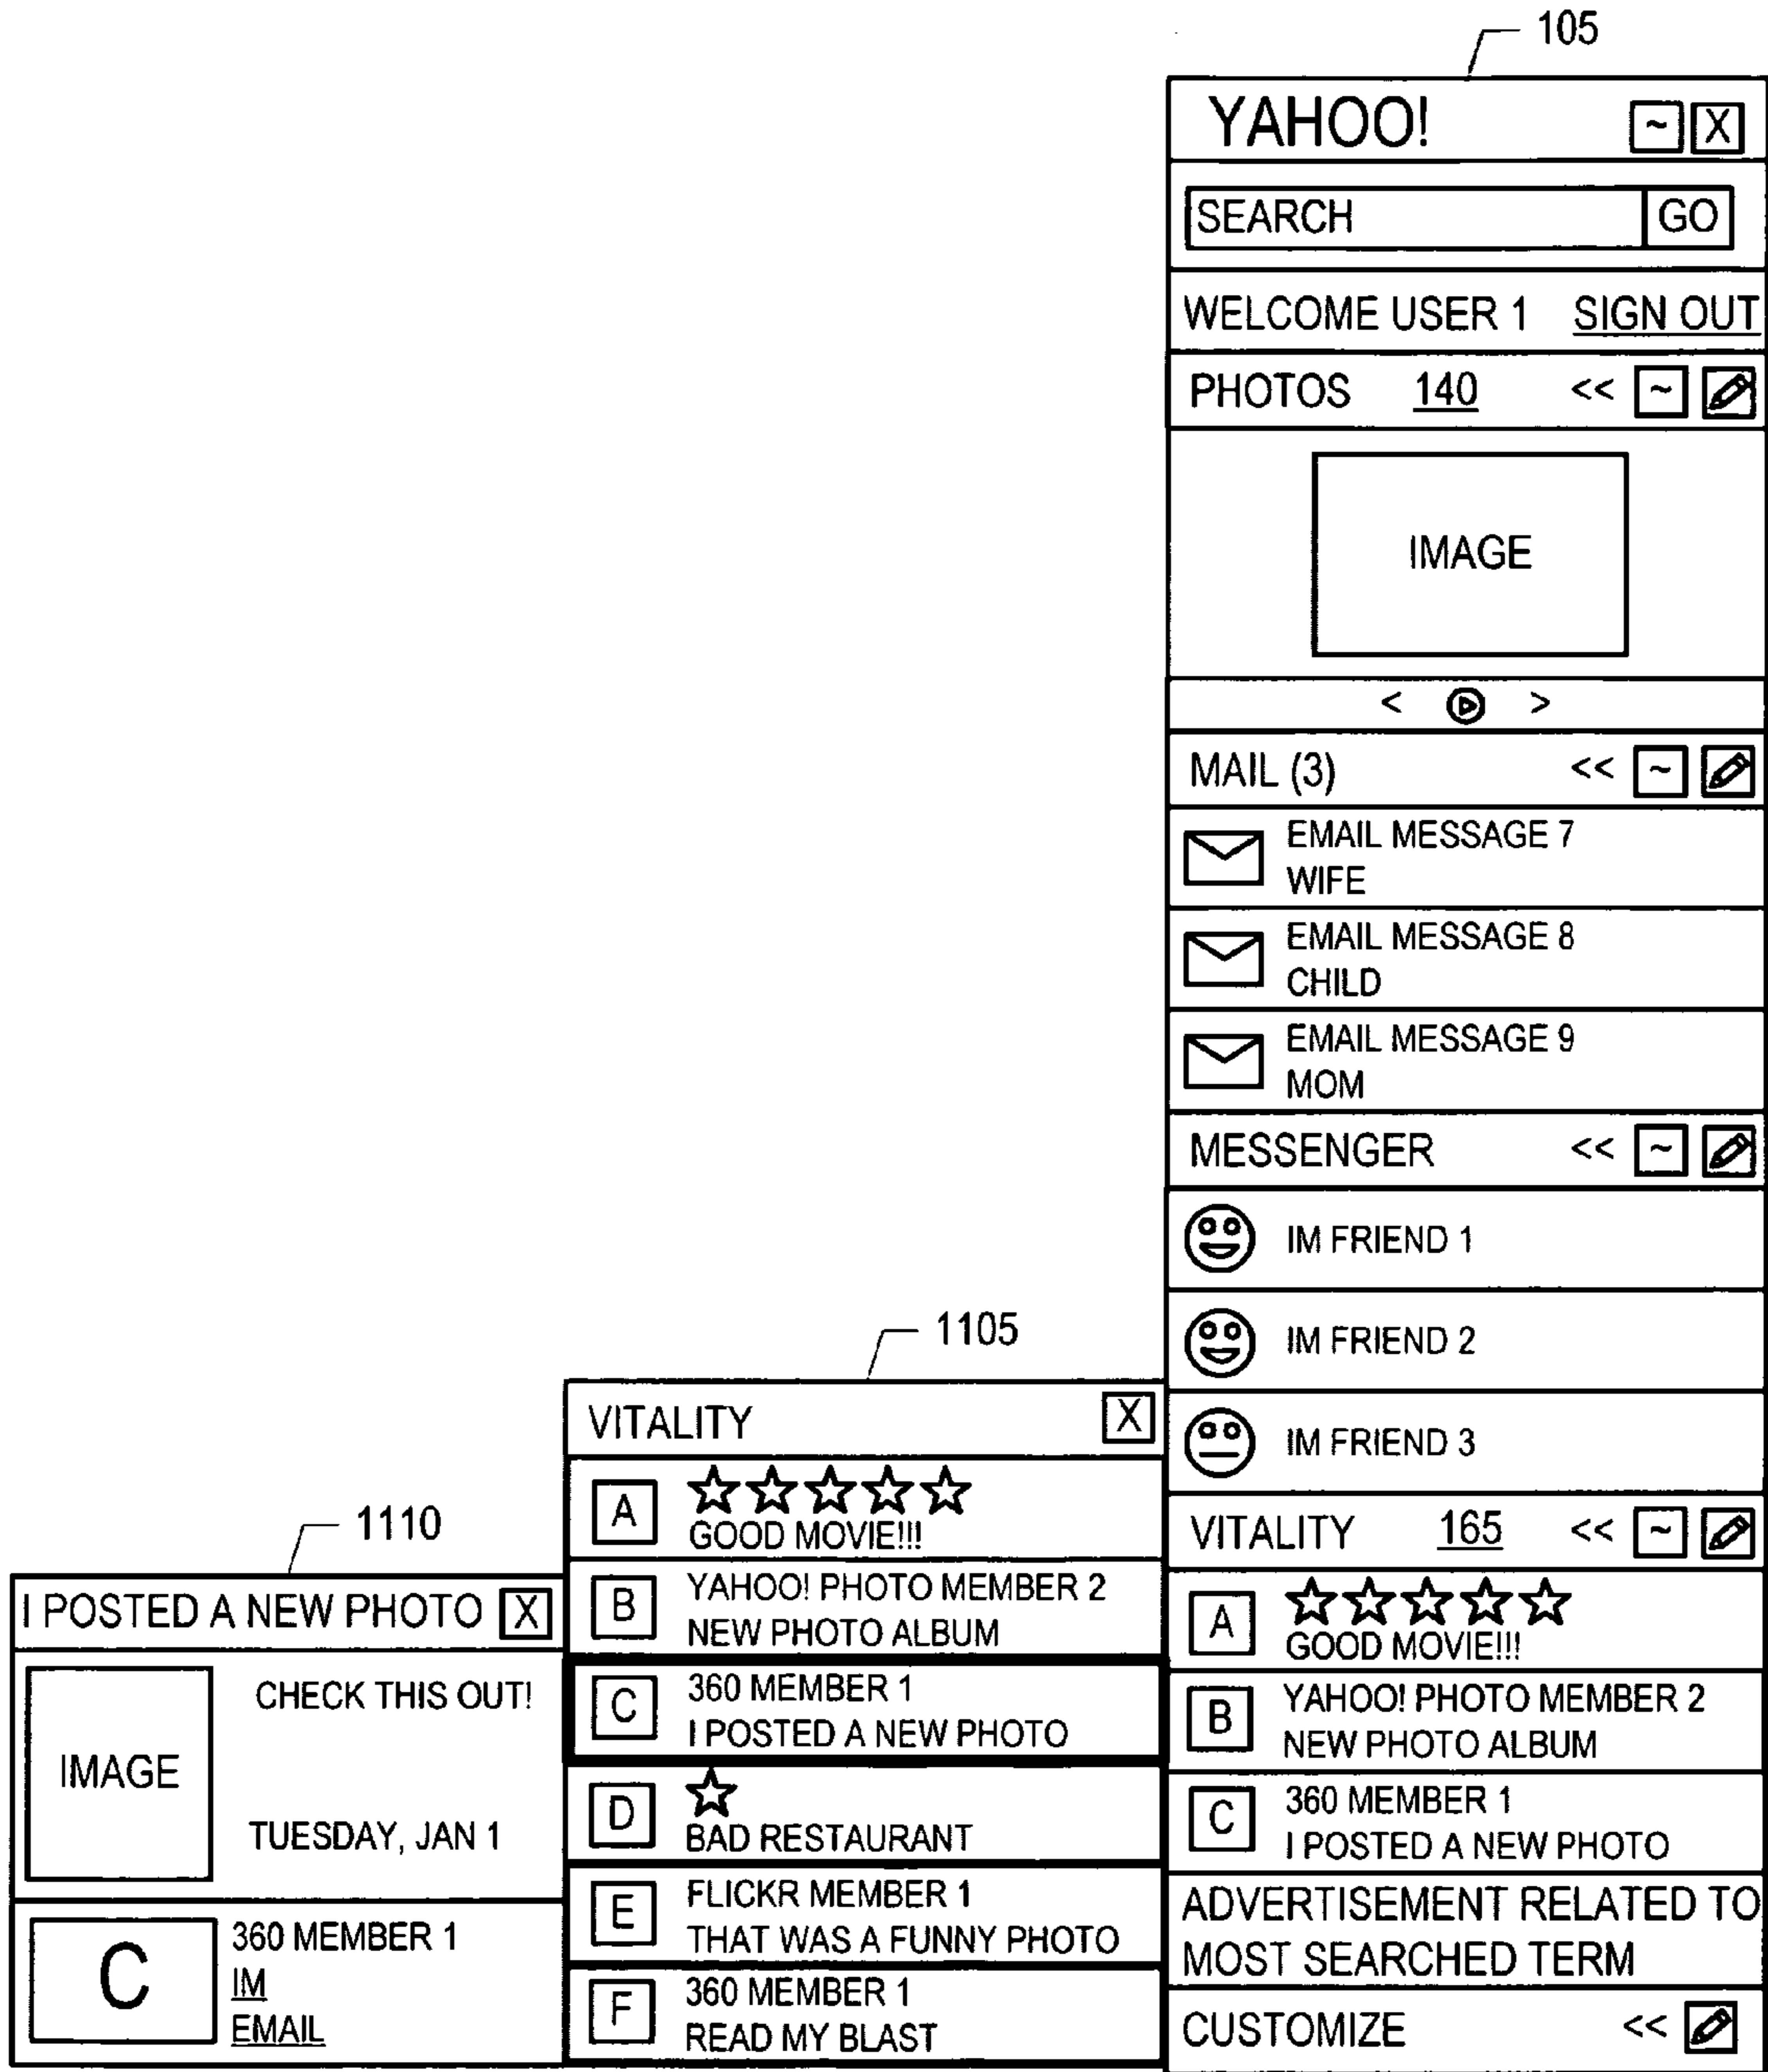 105
YAHOO! ~ X
SEARCH GO
WELCOME USER 1 SIGN OUT
PHOTOS 140 << ~
IMAGE
< >
MAIL (3) << ~
EMAIL MESSAGE 7
WIFE
EMAIL MESSAGE 8
CHILD
EMAIL MESSAGE 9
MOM
MESSENGER << ~
IM FRIEND 1
IM FRIEND 2
IM FRIEND 3
VITALITY 165 << ~
A
GOOD MOVIE!!!
B YAHOO! PHOTO MEMBER 2
NEW PHOTO ALBUM
C 360 MEMBER 1
I POSTED A NEW PHOTO
ADVERTISEMENT RELATED TO
MOST SEARCHED TERM
CUSTOMIZE <<
1105
VITALITY X
A
GOOD MOVIE!!!
B YAHOO! PHOTO MEMBER 2
NEW PHOTO ALBUM
C 360 MEMBER 1
I POSTED A NEW PHOTO
D
BAD RESTAURANT
E FLICKR MEMBER 1
THAT WAS A FUNNY PHOTO
F 360 MEMBER 1
READ MY BLAST
1110
I POSTED A NEW PHOTO X
CHECK THIS OUT!
IMAGE
TUESDAY, JAN 1
C 360 MEMBER 1
IM
EMAIL